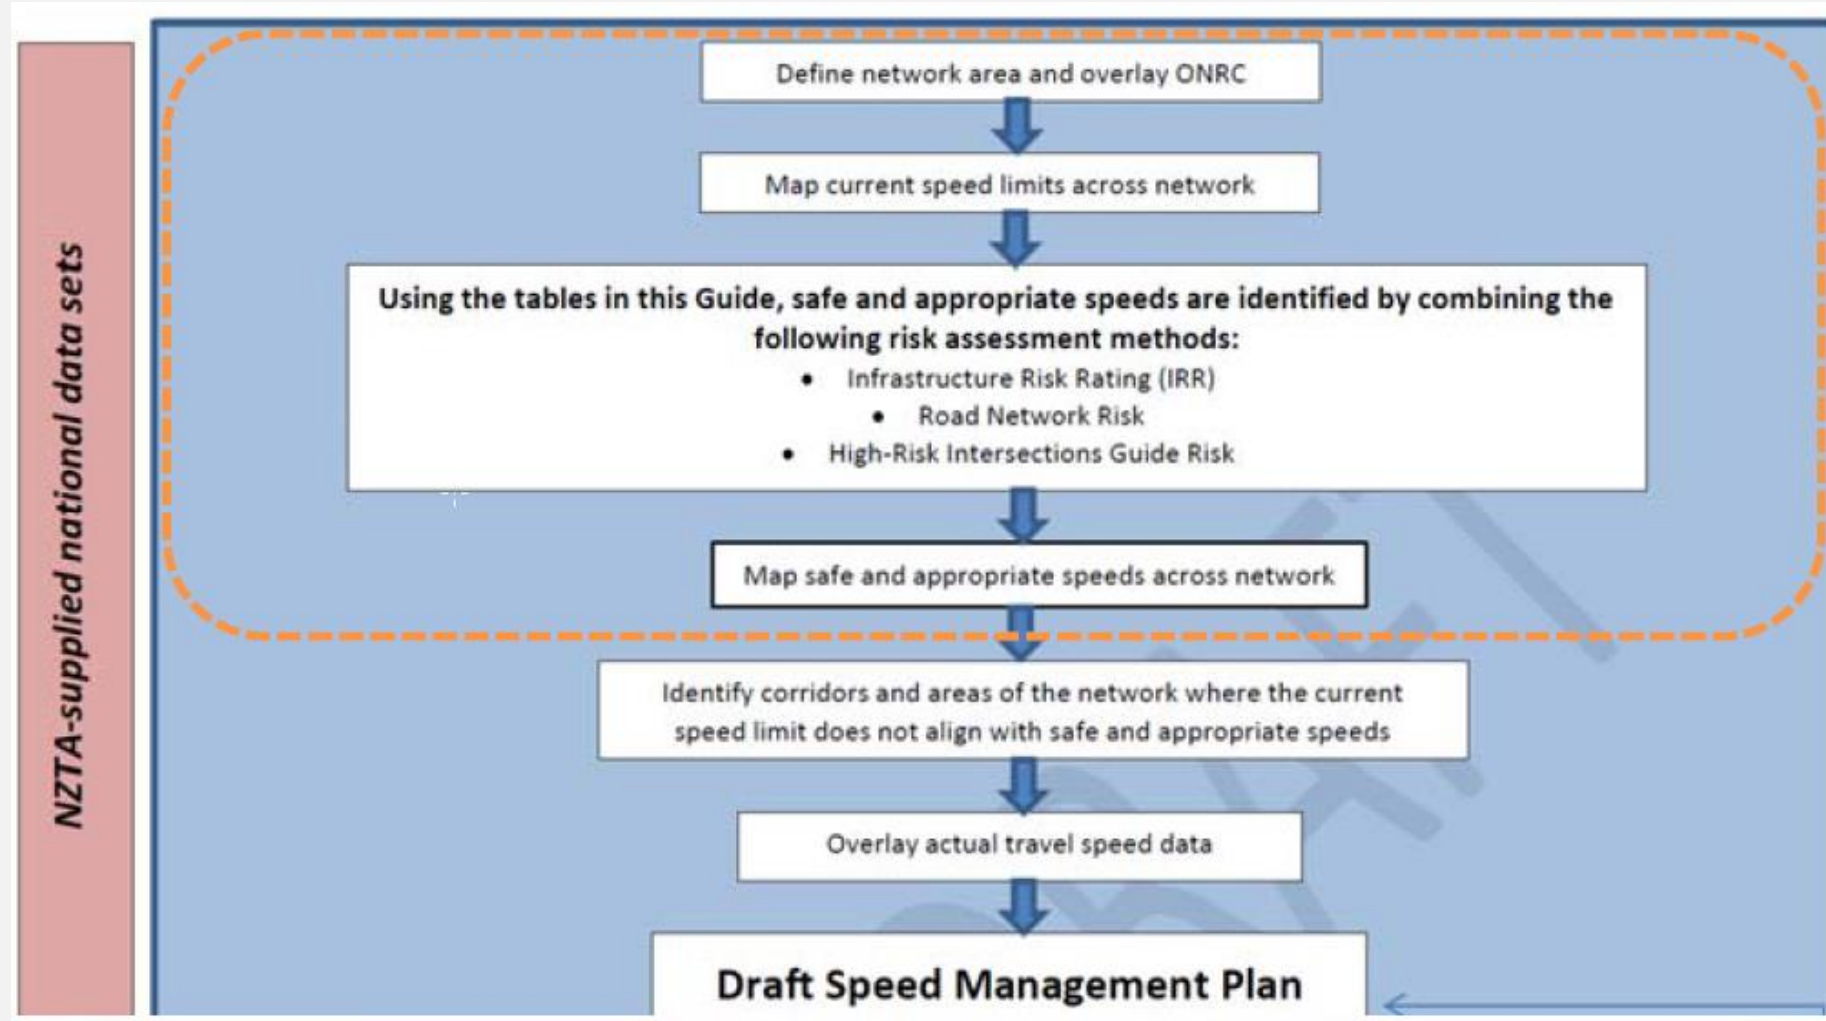 NZTA-supplied national data sets
Define network area and overlay ONRC
Map current speed limits across network
Using the tables in this Guide, safe and appropriate speeds are identified by combining the
following risk assessment methods:
• Infrastructure Risk Rating (IRR)
• Road Network Risk
• High-Risk Intersections Guide Risk
Map safe and appropriate speeds across network
Identify corridors and areas of the network where the current
speed limit does not align with safe and appropriate speeds
Overlay actual travel speed data
Draft Speed Management Plan
DRAFT